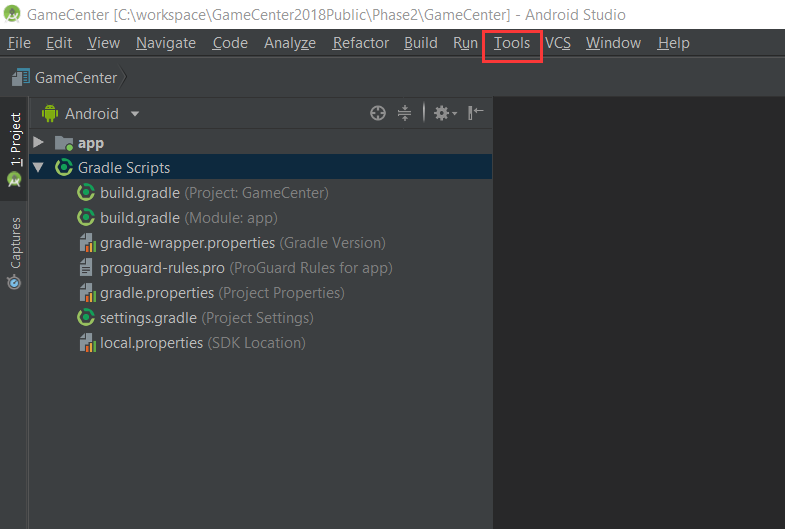 GameCenter [C:\workspace\GameCenter2018Public\Phase2\GameCenter] - Android Studio
File Edit View Navigate Code Analyze Refactor Build Run Tools VCS Window Help
GameCenter
Android
1: Project
app
Gradle Scripts
build.gradle (Project: GameCenter)
build.gradle (Module: app)
Captures
gradle-wrapper.properties (Gradle Version)
proguard-rules.pro (ProGuard Rules for app)
gradle.properties (Project Properties)
settings.gradle (Project Settings)
local.properties (SDK Location)